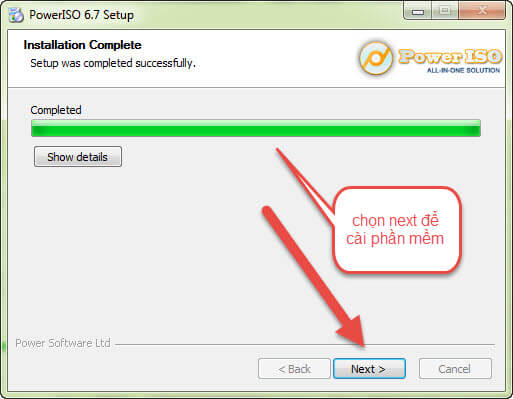 PowerISO 6.7 Setup
Installation Complete
Setup was completed successfully.
Power ISO
ALL-IN-ONE SOLUTION
Completed
Show details
chọn next để
cài phần mềm
Power Software Ltd
< Back
Next >
Cancel